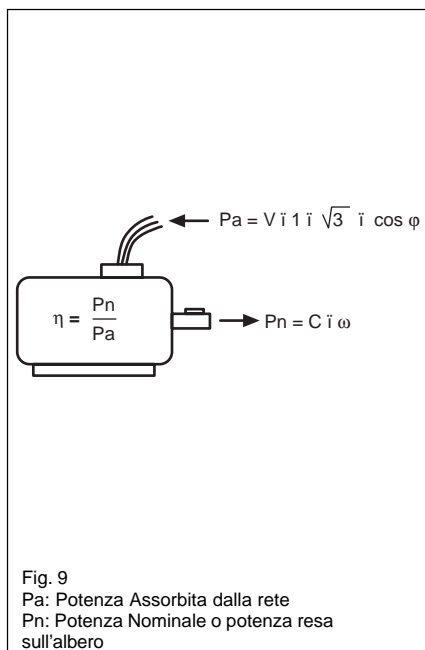 Pa = V ï 1 ï √3 ï cos φ
η = Pn / Pa
Pn = C ï ω
Fig. 9
Pa: Potenza Assorbita dalla rete
Pn: Potenza Nominale o potenza resa
sull'albero